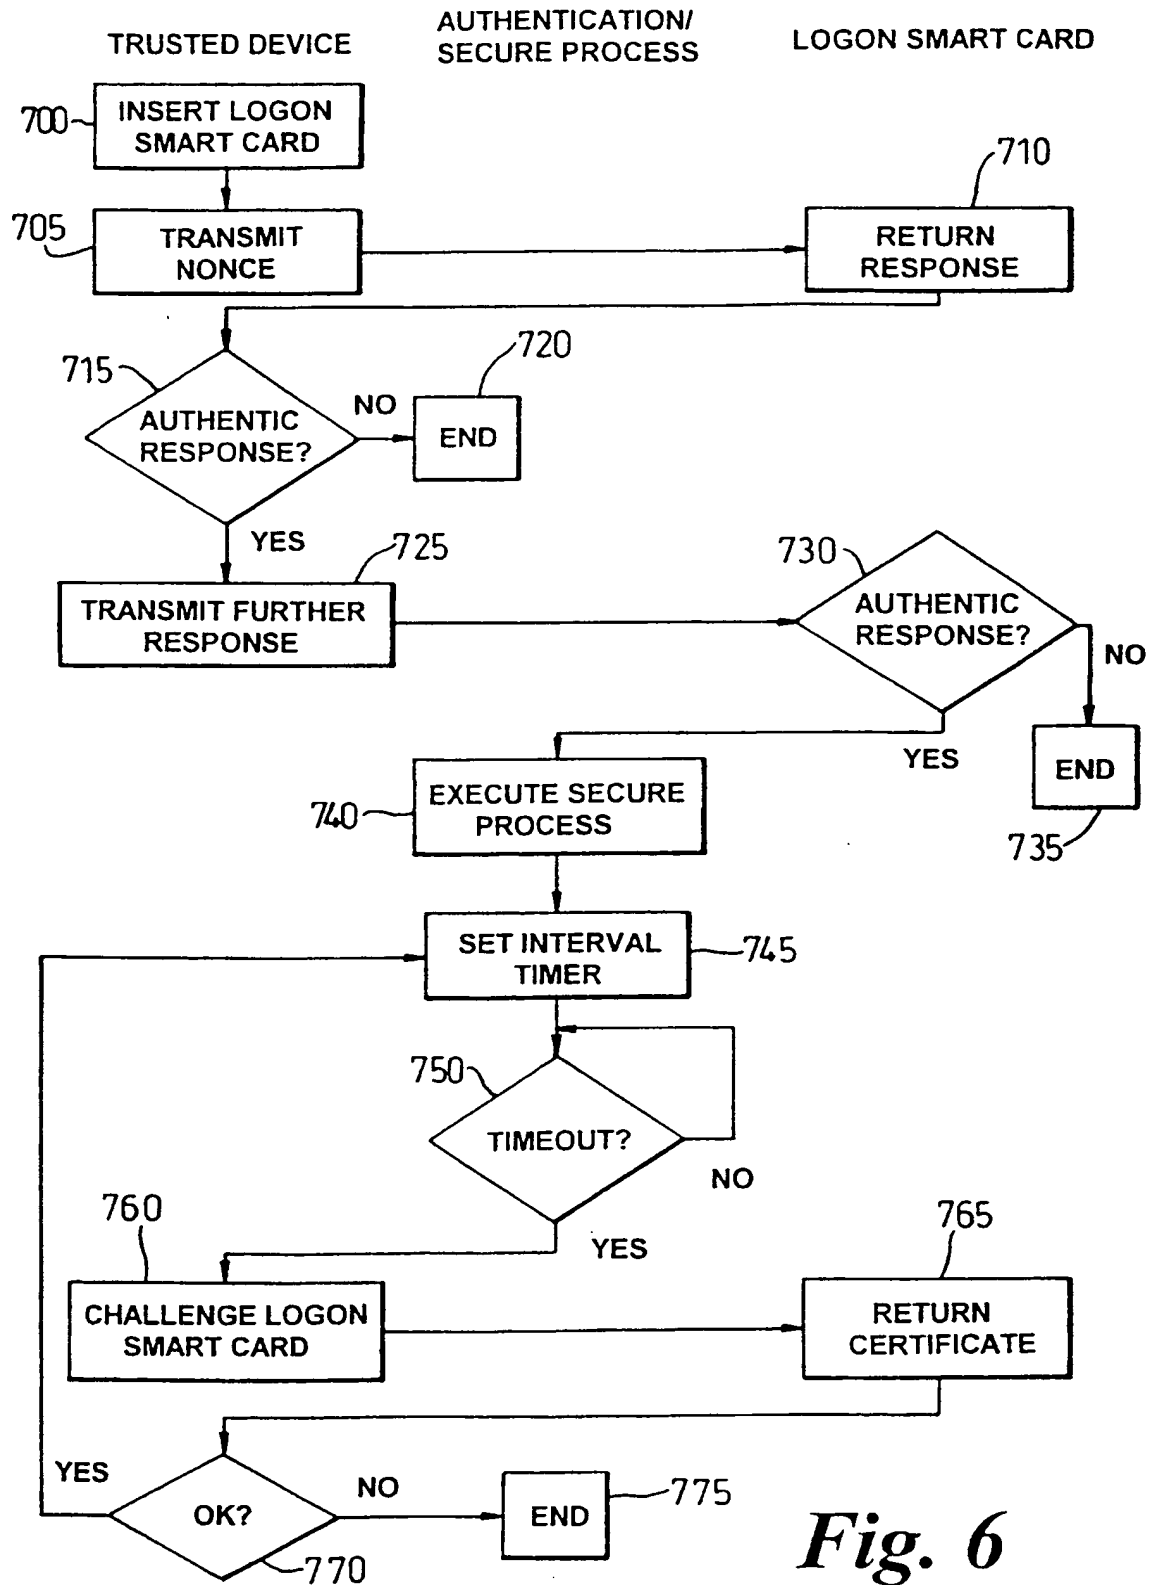 TRUSTED DEVICE
AUTHENTICATION/
SECURE PROCESS
LOGON SMART CARD
700
INSERT LOGON
SMART CARD
710
705
TRANSMIT
NONCE
RETURN
RESPONSE
715
720
AUTHENTIC
RESPONSE?
NO
END
YES
725
730
TRANSMIT FURTHER
RESPONSE
AUTHENTIC
RESPONSE?
NO
YES
END
735
740
EXECUTE SECURE
PROCESS
SET INTERVAL
TIMER
745
750
TIMEOUT?
NO
YES
760
765
CHALLENGE LOGON
SMART CARD
RETURN
CERTIFICATE
YES
OK?
NO
END
775
770
Fig. 6